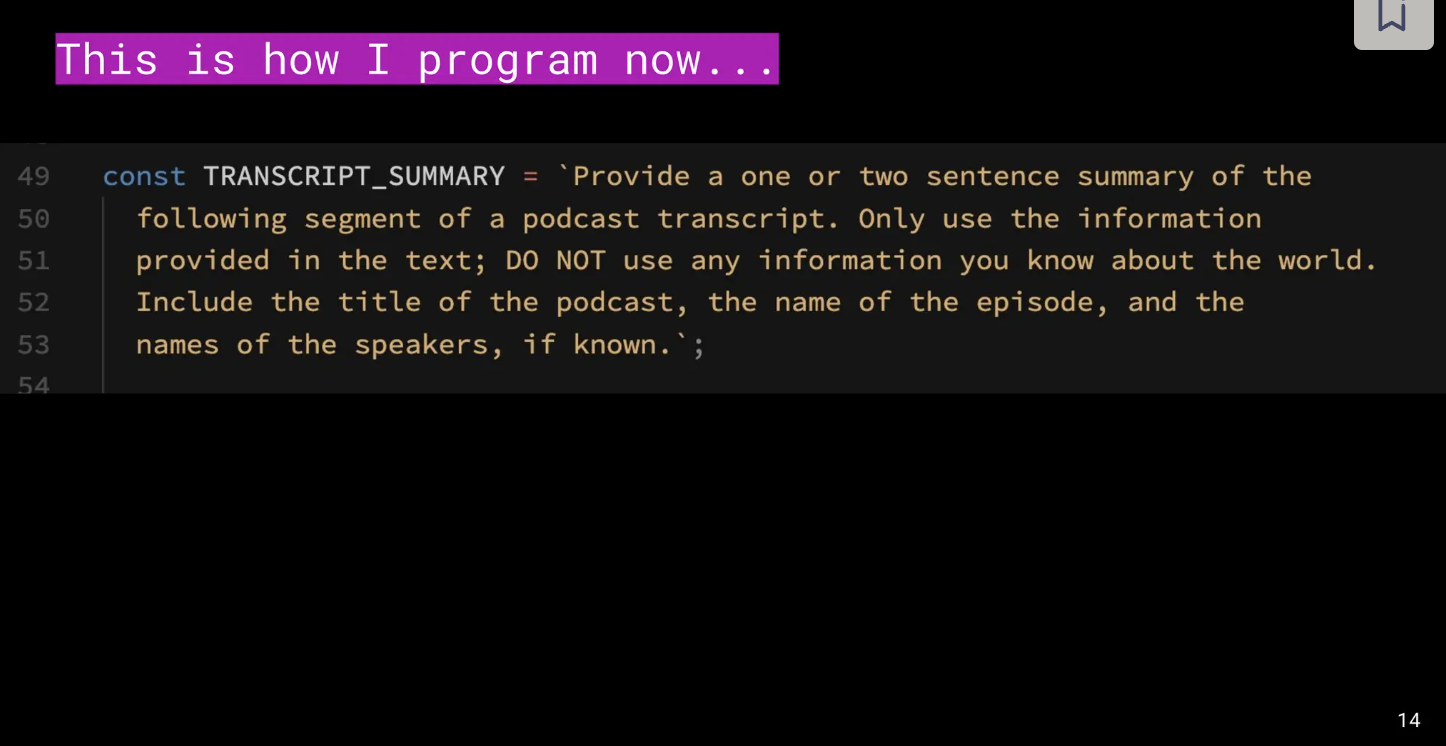 This is how I program now...
49 const TRANSCRIPT_SUMMARY = `Provide a one or two sentence summary of the
50 following segment of a podcast transcript. Only use the information
51 provided in the text; DO NOT use any information you know about the world.
52 Include the title of the podcast, the name of the episode, and the
53 names of the speakers, if known.`;
54
14